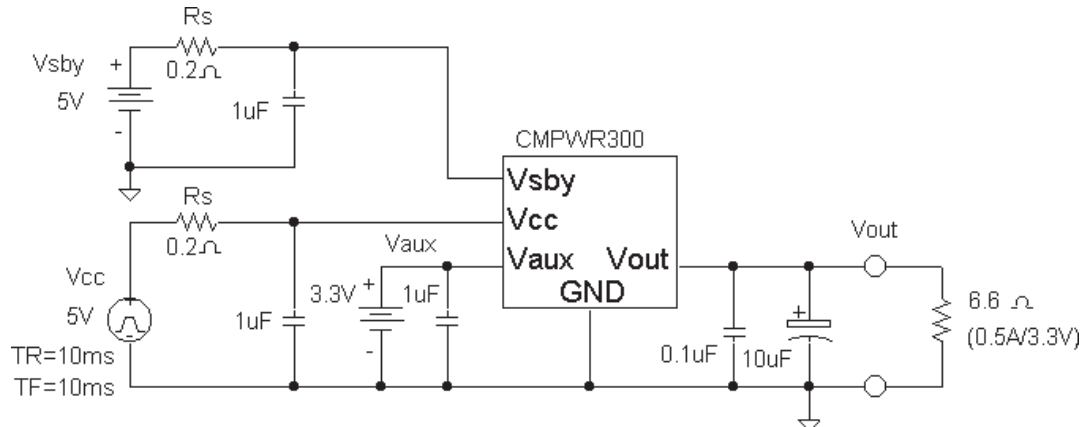 Rs
Vsby
+
0.2Ω
5V
1uF
-
CMPWR300
Vsby
Rs
Vcc
0.2Ω
Vaux
Vout
Vaux
Vout
Vcc
+
3.3V
1uF
GND
5V
1uF
+
6.6 Ω
-
TR=10ms
0.1uF
10uF
(0.5A/3.3V)
TF=10ms